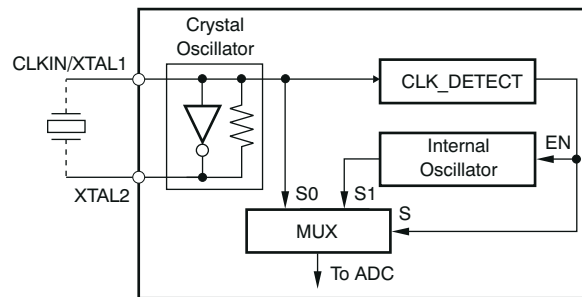 Crystal
Oscillator
CLKIN/XTAL1
CLK_DETECT
Internal
Oscillator
EN
XTAL2
S0
S1
S
MUX
To ADC